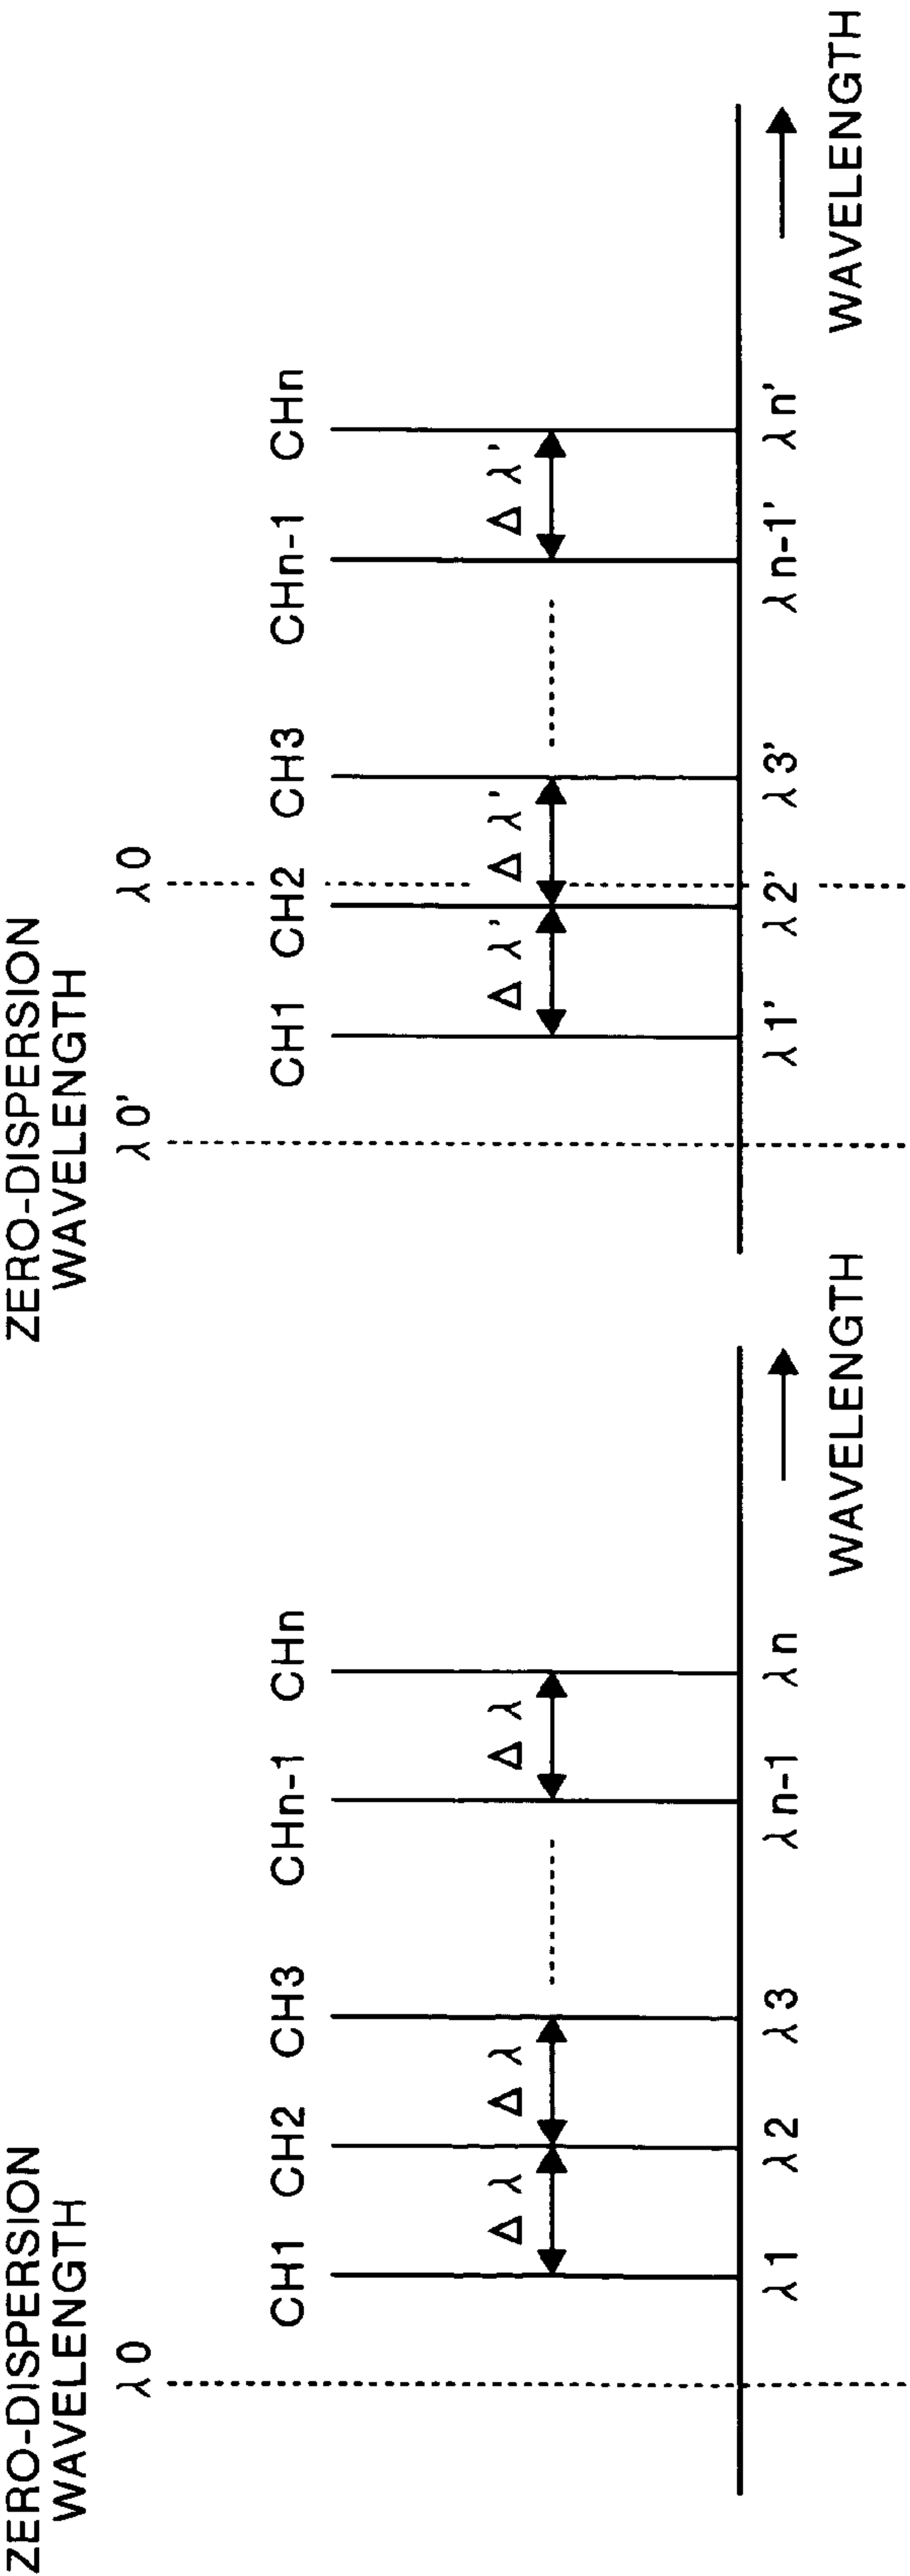 ZERO-DISPERSION
WAVELENGTH
λ0
CH1 CH2 CH3 CHn-1 CHn
Δλ Δλ Δλ
λ1 λ2 λ3 λn-1 λn
WAVELENGTH
ZERO-DISPERSION
WAVELENGTH
λ0' λ0
CH1 CH2 CH3 CHn-1 CHn
Δλ' Δλ' Δλ'
λ1' λ2' λ3' λn-1' λn'
WAVELENGTH